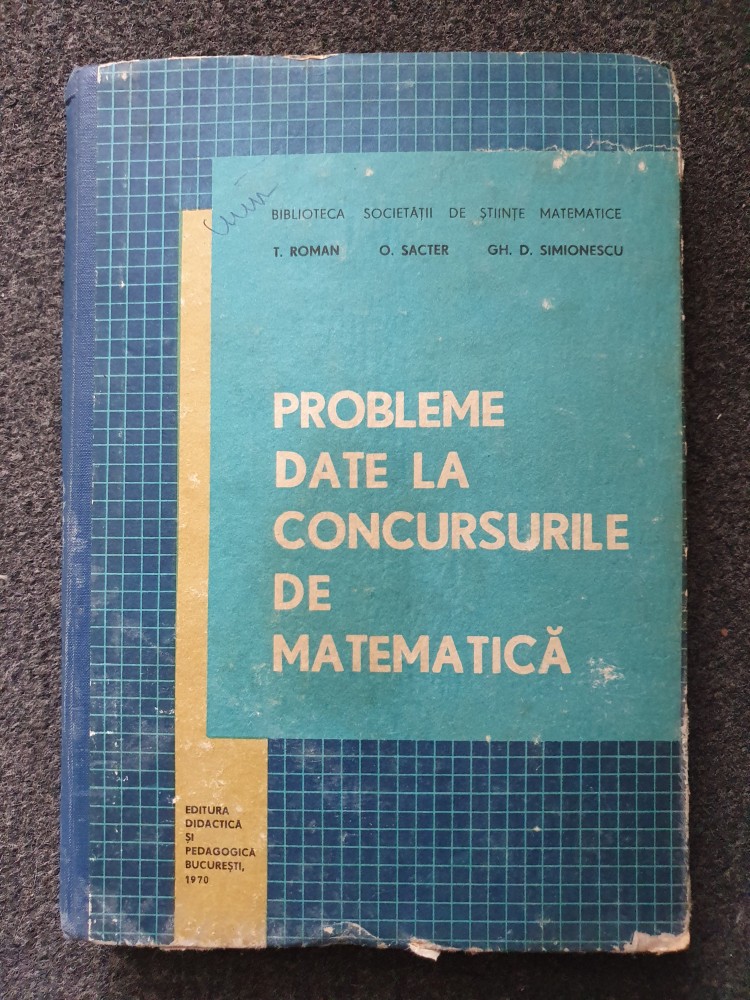 BIBLIOTECA SOCIETĂȚII DE ȘTIINȚE MATEMATICE
T. ROMAN O. SACTER GH. D. SIMIONESCU
PROBLEME
DATE LA
CONCURSURILE
DE
MATEMATICĂ
EDITURA
DIDACTICĂ
ȘI
PEDAGOGICĂ
BUCUREȘTI,
1970